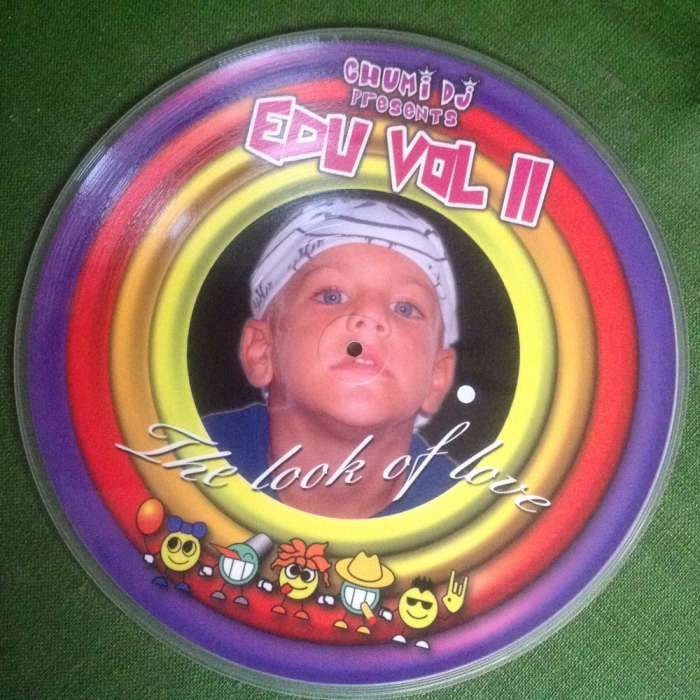 CHUMI DJ
PRESENTS
EDU VOL II
The look of love